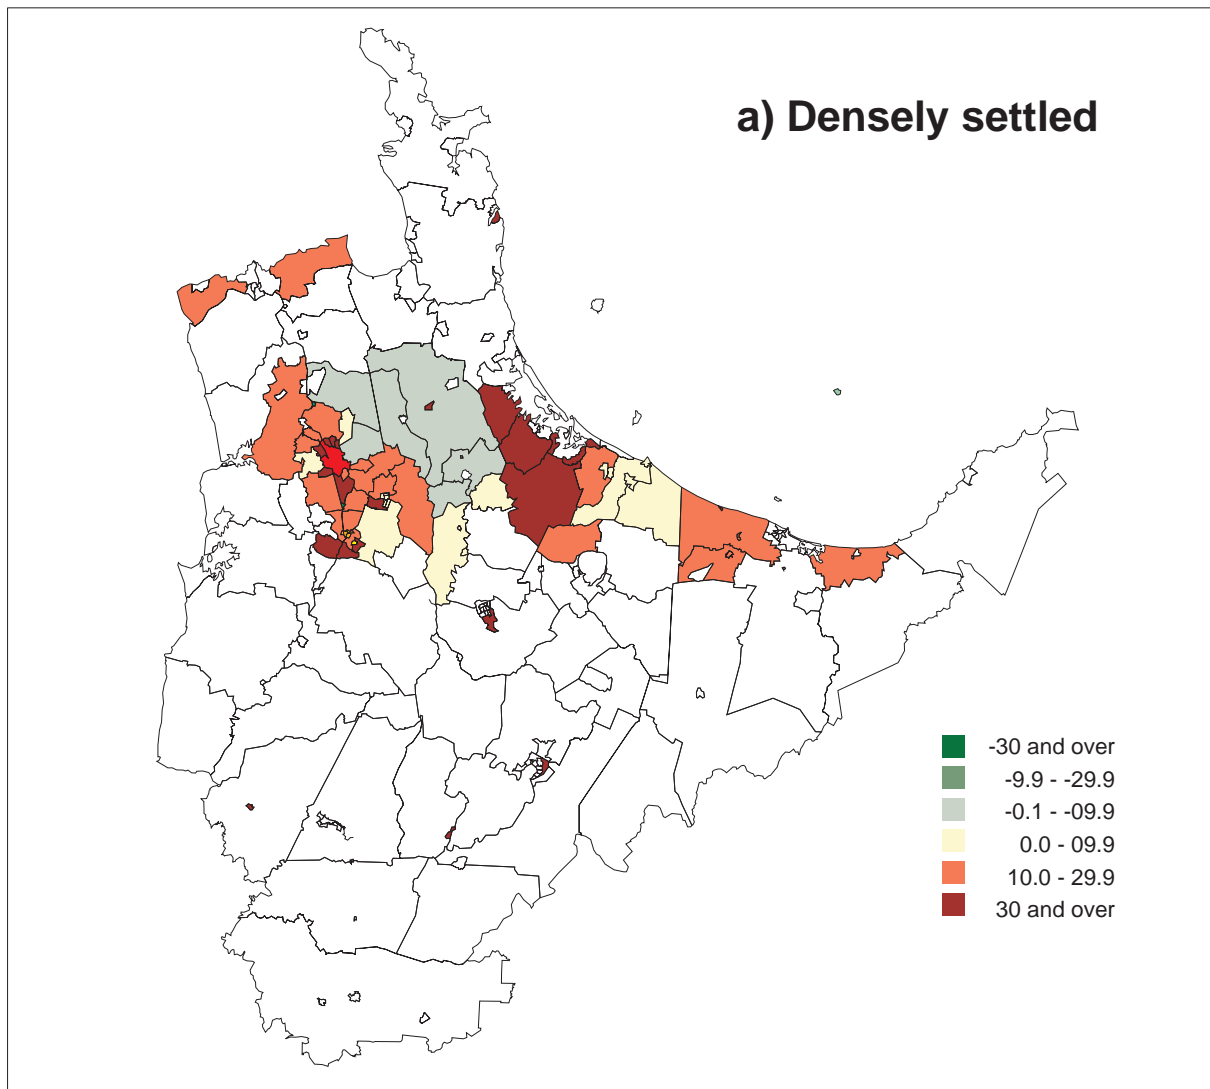 a) Densely settled
-30 and over
-9.9 - -29.9
-0.1 - -09.9
0.0 - 09.9
10.0 - 29.9
30 and over